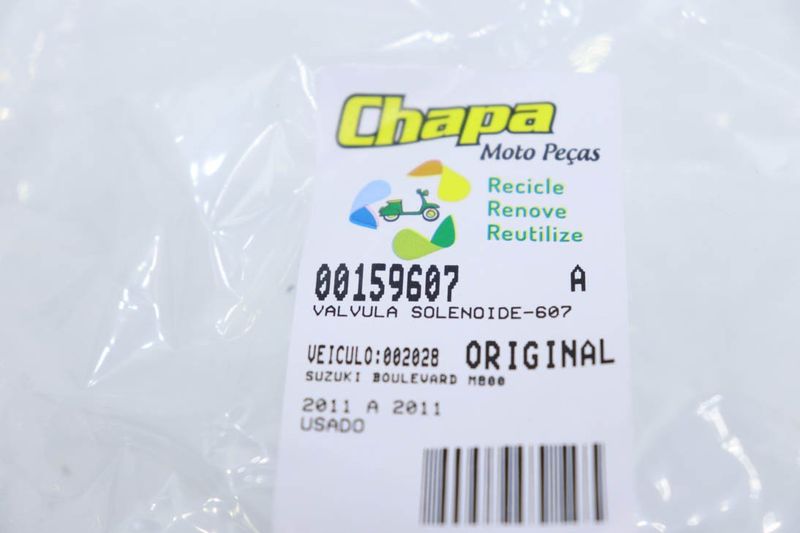 Chapa
Moto Peças
Recicle
Renove
Reutilize
00159607 A
VALVULA SOLENOIDE-607
VEICULO:002028 ORIGINAL
SUZUKI BOULEVARD M800
2011 A 2011
USADO